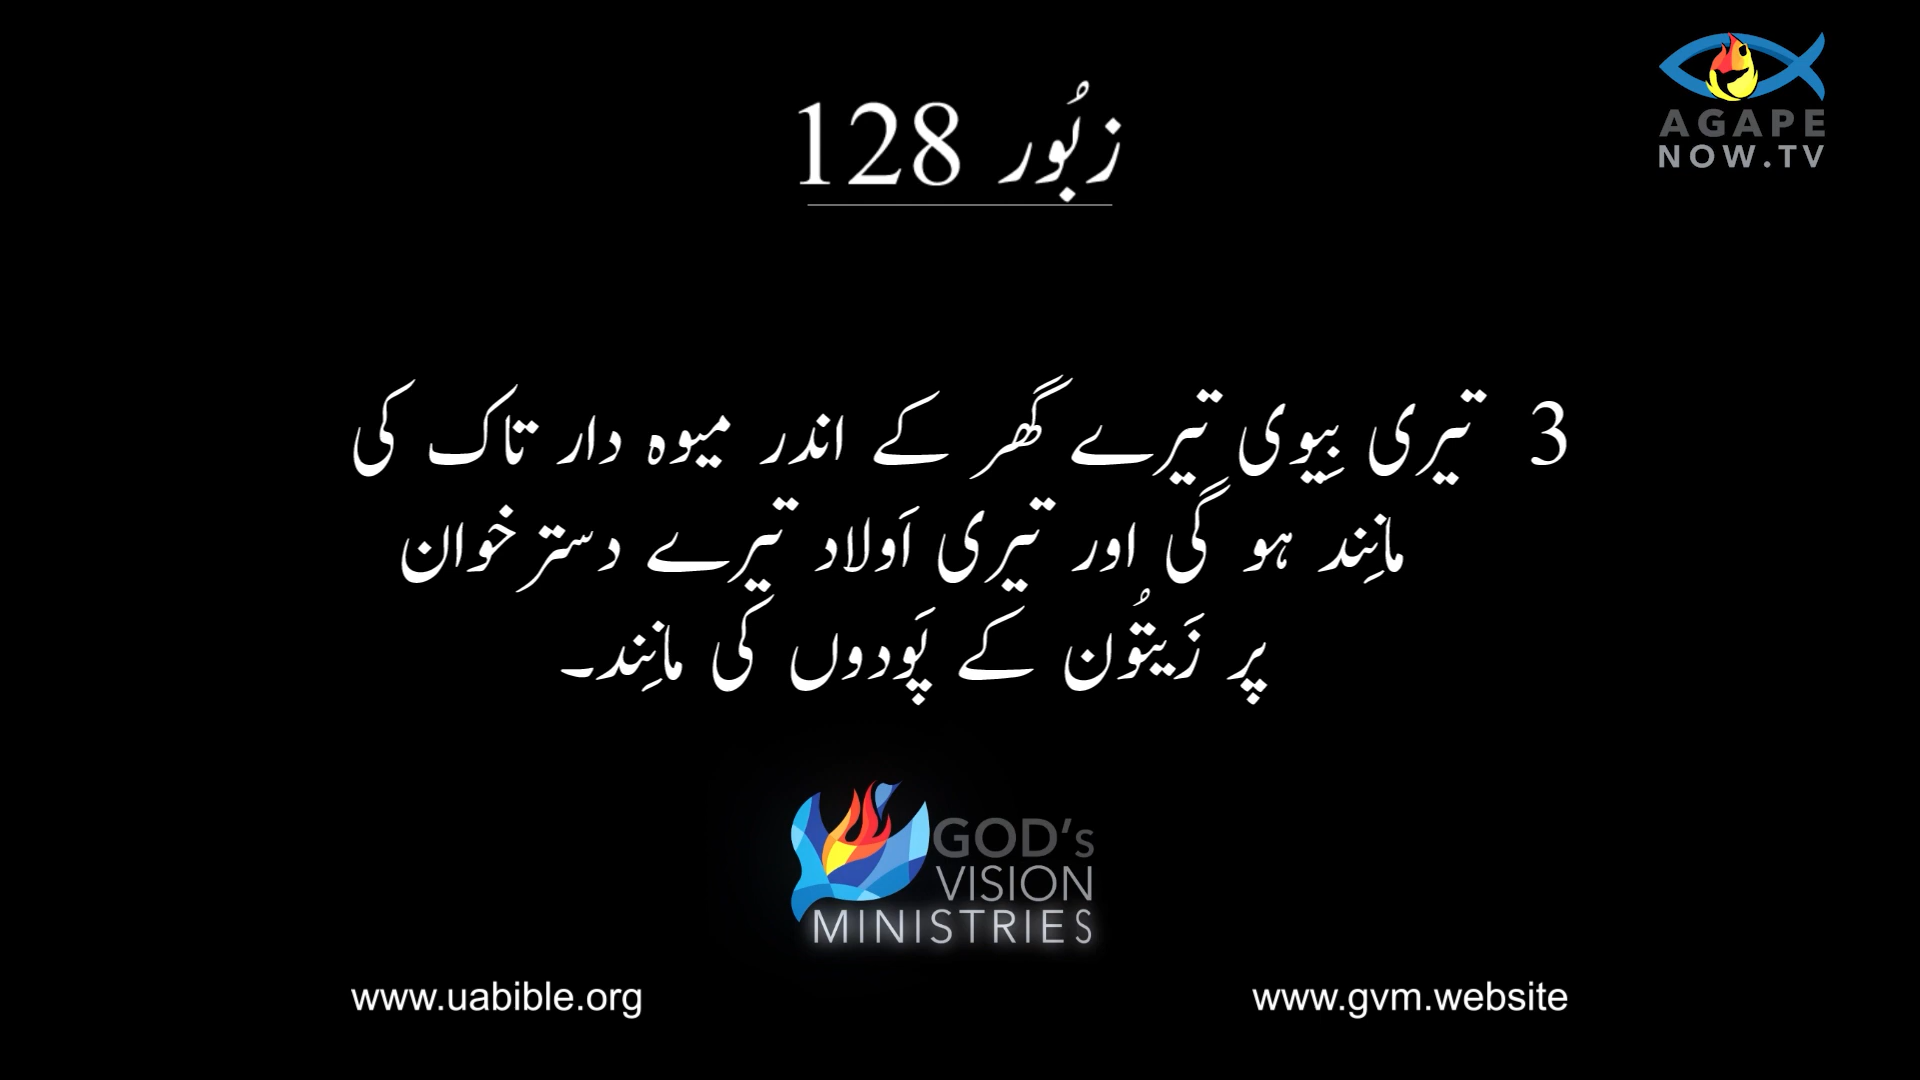 زبُور 128
AGAPE
NOW.TV
3 تیری بِیوی تیرے گھر کے اندر میوہ دار تاک کی
مانِند ہو گی اور تیری اَولاد تیرے دسترخوان
پر زَیتُون کے پَودوں کی مانِند۔
GOD's
VISION
MINISTRIES
www.uabible.org
www.gvm.website